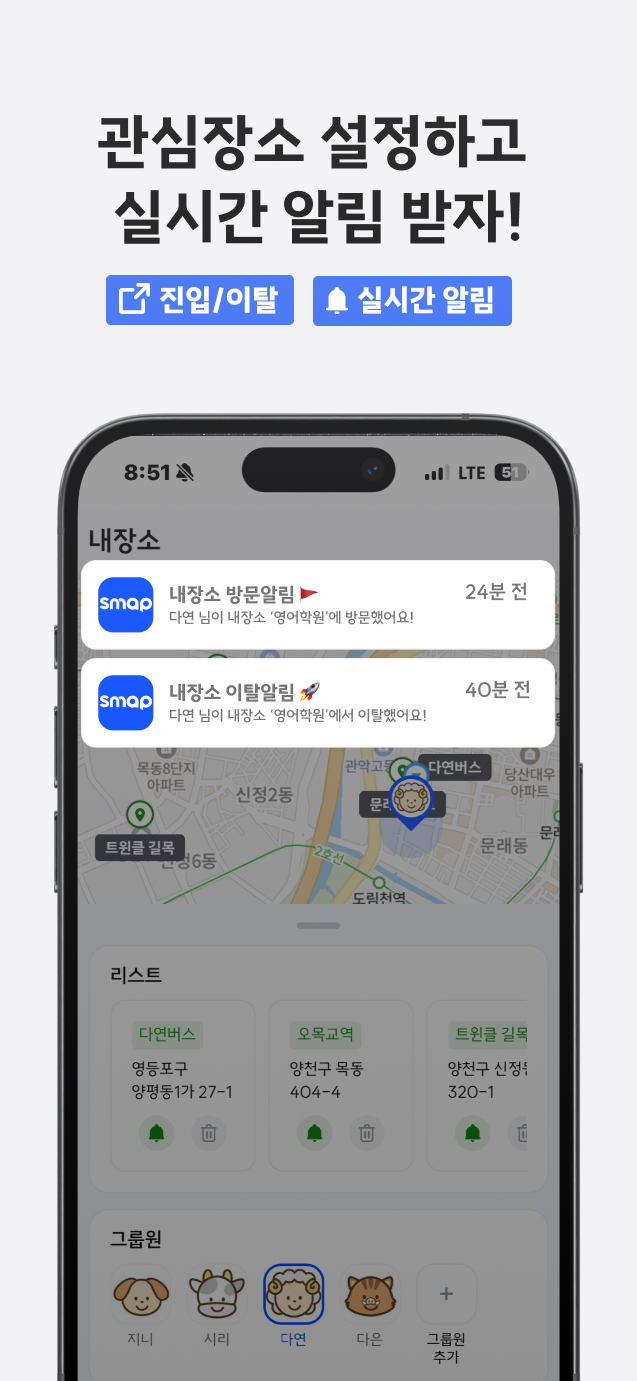 관심장소 설정하고
실시간 알림 받자!
진입/이탈
실시간 알림
8:51
LTE
51
내장소
smap
내장소 방문알림
24분 전
다연 님이 내장소 '영어학원'에 방문했어요!
smap
내장소 이탈알림
40분 전
다연 님이 내장소 '영어학원'에서 이탈했어요!
목동8단지
아파트
신정2동
관악고등
다연버스
당산대우
아파트
트윈클 길목
신정6동
2호선
문래동
도림천역
리스트
다연버스
영등포구
양평동1가 27-1
오목교역
양천구 목동
404-4
트윈클 길목
양천구 신정동
320-1
그룹원
지니
시리
다연
다은
그룹원
추가